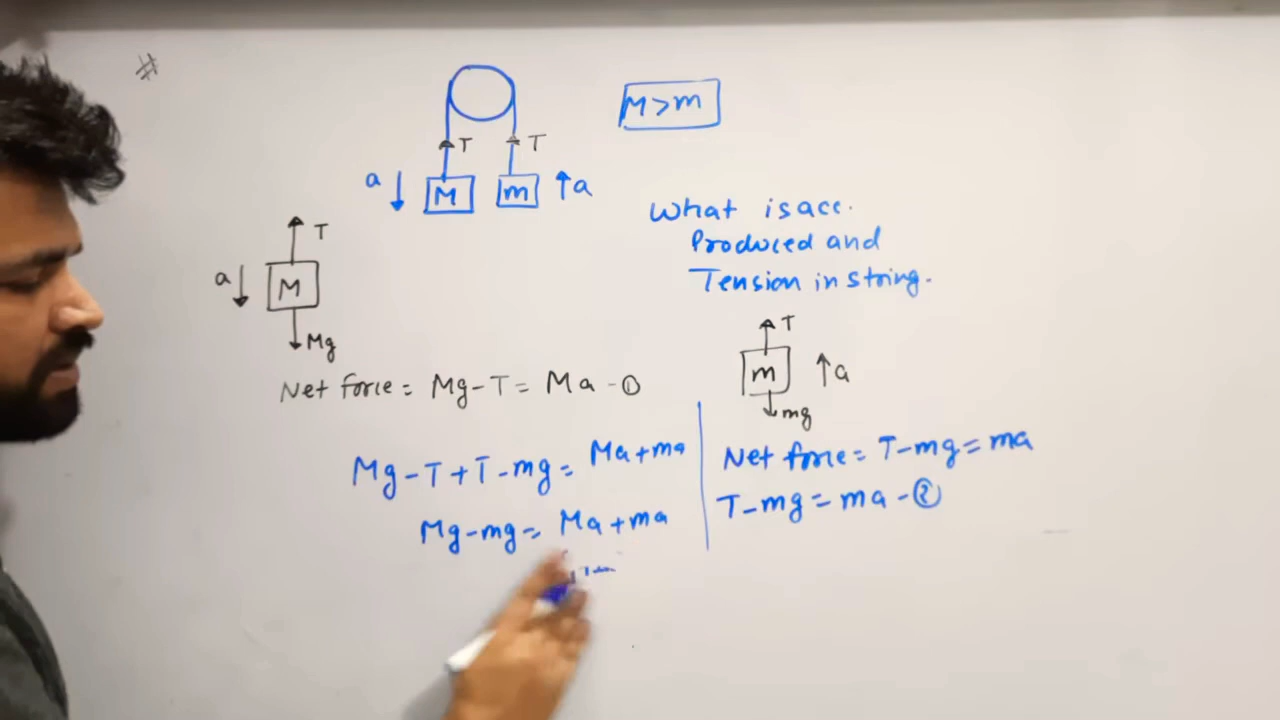 #
M>m
T T
a M m a
What is acc.
Produced and
Tension in string.
T
a M
Mg
T
m a
mg
Net force = Mg-T = Ma -①
Mg-T+T-mg = Ma+ma
Mg-mg = Ma+ma
Net force = T-mg = ma
T-mg = ma -②